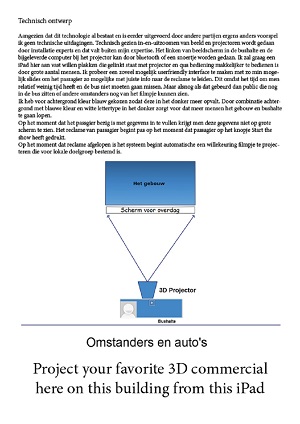 Technisch ontwerp
Aangezien dat dit technologie al bestaat en is eerder uitgevoerd door andere partijen ergens anders voorspel
ik geen technische uitdagingen. Technisch gezien in-en-uitzoomen van beeld en projecteren wordt gedaan
door installatie experts en dat valt buiten mijn expertise. Het linken van beeldscherm in de bushalte en de
bijgeleverde computer bij het projector kan door bluetooth of een snoertje worden gedaan. Ik zal graag een
iPad hier aan vast willen plakken die gelinkt staat met projector en qua bediening makkelijker te bedienen is
door grote aantal mensen. Ik probeer een zoveel mogelijk userfriendly interface te maken met zo min moge-
lijk slides om het passagier zo mogelijke met juiste info naar de reclame te leiden. Dit omdat het tijd om men
relatief weinig tijd heeft en de bus niet moeten gaan missen. Maar alsnog als dat gebeurd dan public die nog
in de bus zitten of andere omstanders nog van het filmpje kunnen zien.
Ik heb voor achtergrond kleur blauw gekozen zodat deze in het donker meer opvalt. Door combinatie achter-
grond met blauwe kleur en witte lettertype in het donker zorgt voor dat meer mensen het gebouw en bushalte
te gaan lopen.
Op het moment dat het passagier bezig is met gegevens in te vullen krijgt men deze gegevens niet op grote
scherm te zien. Het reclame van passagier begint pas op het moment dat passagier op het knopje Start the
show heeft gedrukt.
Op het moment dat reclame afgelopen is het systeem begint automatische een willekeurig filmpje te projec-
teren die voor lokale doelgroep bestemd is.
Het gebouw
Scherm voor overdag
3D Projector
Bushalte
Omstanders en auto's
Project your favorite 3D commercial
here on this building from this iPad